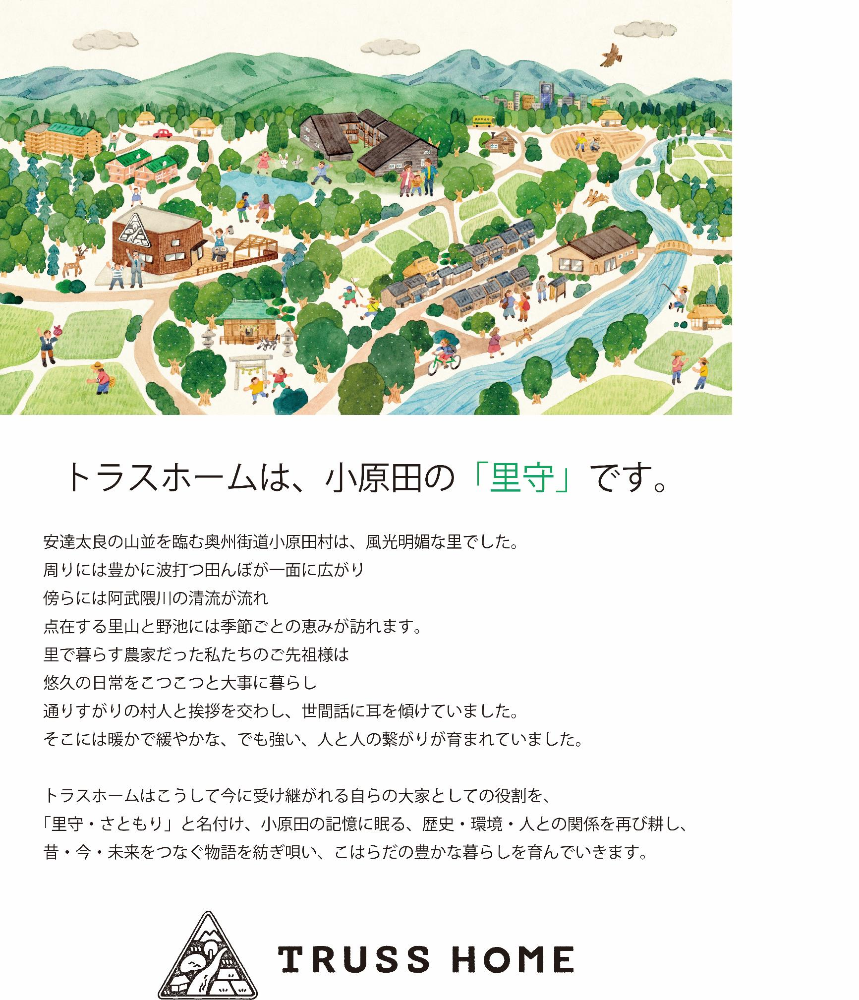 トラスホームは、小原田の「里守」です。
安達太良の山並を臨む奥州街道小原田村は、風光明媚な里でした。
周りには豊かに波打つ田んぼが一面に広がり
傍らには阿武隈川の清流が流れ
点在する里山と野池には季節ごとの恵みが訪れます。
里で暮らす農家だった私たちのご先祖様は
悠久の日常をこつこつと大事に暮らし
通りすがりの村人と挨拶を交わし、世間話に耳を傾けていました。
そこには暖かで緩やかな、でも強い、人と人の繋がりが育まれていました。
トラスホームはこうして今に受け継がれる自らの大家としての役割を、
「里守・さともり」と名付け、小原田の記憶に眠る、歴史・環境・人との関係を再び耕し、
昔・今・未来をつなぐ物語を紡ぎ唄い、こはらだの豊かな暮らしを育んでいきます。
TRUSS HOME